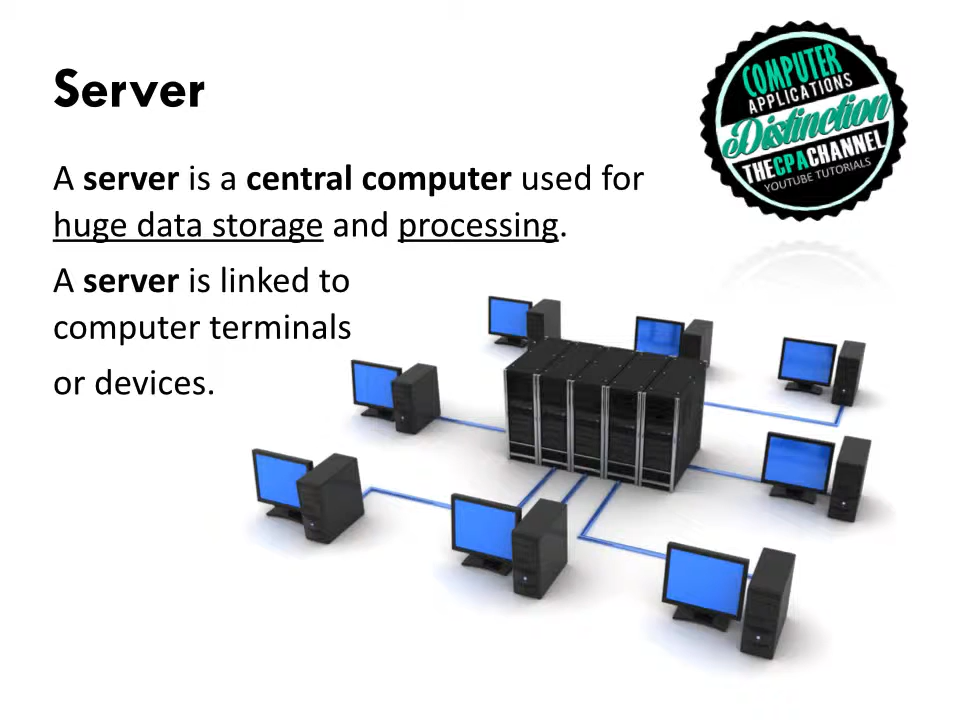 Server
A server is a central computer used for
huge data storage and processing.
A server is linked to
computer terminals
or devices.
COMPUTER
APPLICATIONS
Distinction
THECPACHANNEL
YOUTUBE TUTORIALS